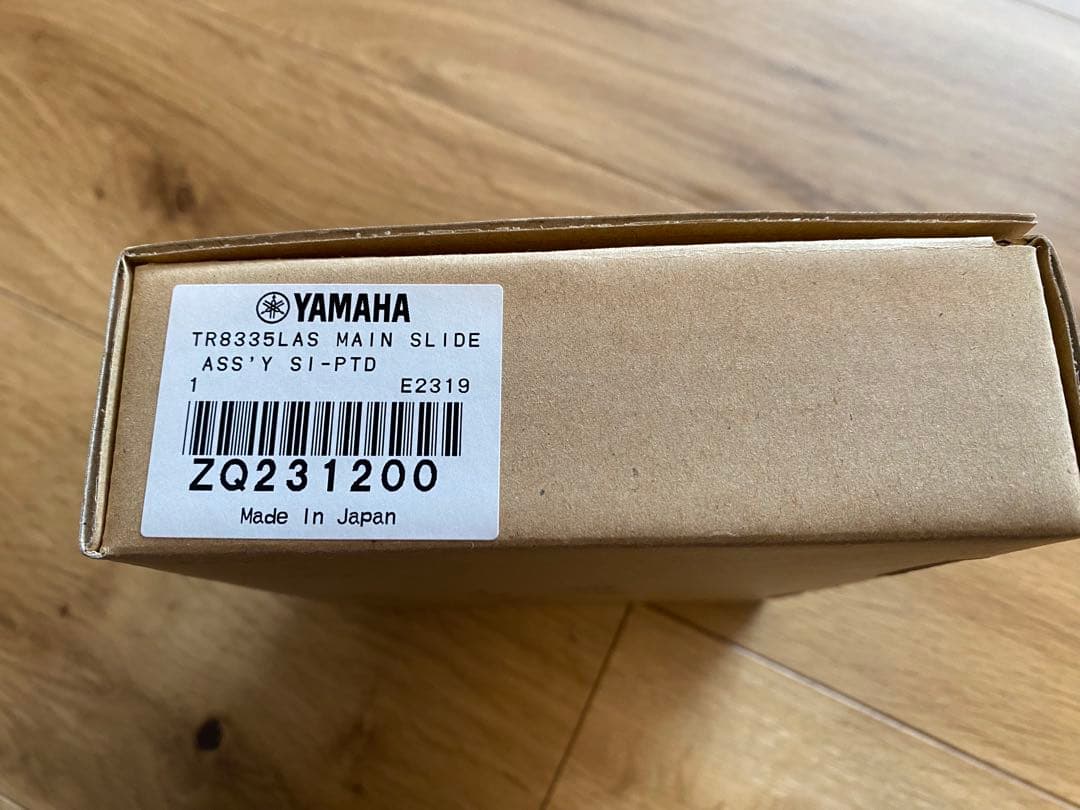 YAMAHA
TR8335LAS MAIN SLIDE
ASS'Y SI-PTD
1 E2319
ZQ231200
Made In Japan